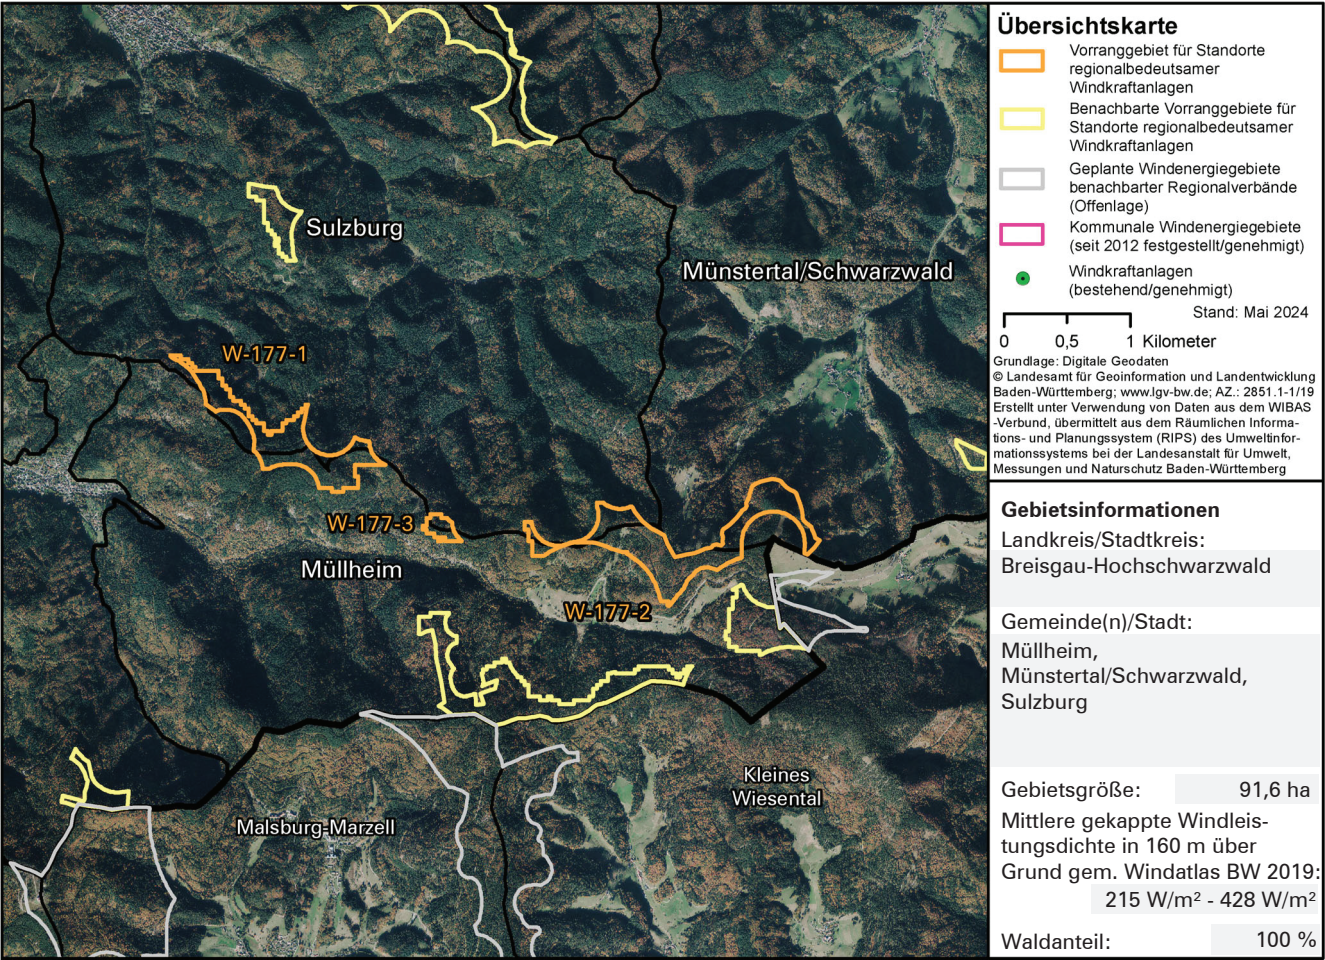 Sulzburg
Münstertal/Schwarzwald
W-177-1
W-177-3
Müllheim
W-177-2
Kleines
Wiesental
Malsburg-Marzell
Übersichtskarte
Vorranggebiet für Standorte
regionalbedeutsamer
Windkraftanlagen
Benachbarte Vorranggebiete für
Standorte regionalbedeutsamer
Windkraftanlagen
Geplante Windenergiegebiete
benachbarter Regionalverbände
(Offenlage)
Kommunale Windenergiegebiete
(seit 2012 festgestellt/genehmigt)
Windkraftanlagen
(bestehend/genehmigt)
Stand: Mai 2024
0 0,5 1 Kilometer
Grundlage: Digitale Geodaten
© Landesamt für Geoinformation und Landentwicklung
Baden-Württemberg; www.lgv-bw.de; AZ.: 2851.1-1/19
Erstellt unter Verwendung von Daten aus dem WIBAS
-Verbund, übermittelt aus dem Räumlichen Informa-
tions- und Planungssystem (RIPS) des Umweltinfor-
mationssystems bei der Landesanstalt für Umwelt,
Messungen und Naturschutz Baden-Württemberg
Gebietsinformationen
Landkreis/Stadtkreis:
Breisgau-Hochschwarzwald
Gemeinde(n)/Stadt:
Müllheim,
Münstertal/Schwarzwald,
Sulzburg
Gebietsgröße: 91,6 ha
Mittlere gekappte Windleis-
tungsdichte in 160 m über
Grund gem. Windatlas BW 2019:
215 W/m² - 428 W/m²
Waldanteil: 100 %